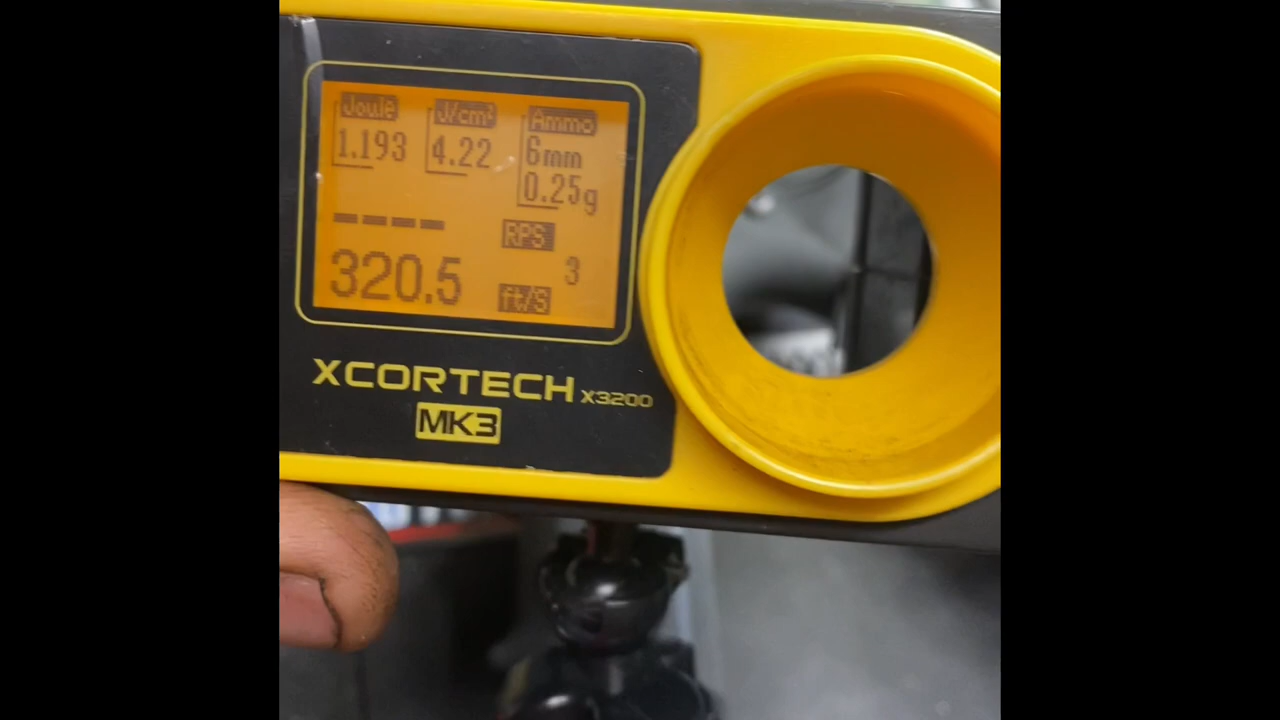 Joule J/cm² Ammo
1.193 4.22 6mm
0.25g
---- RPS
3
320.5 ft/s
XCORTECH X3200
MK3